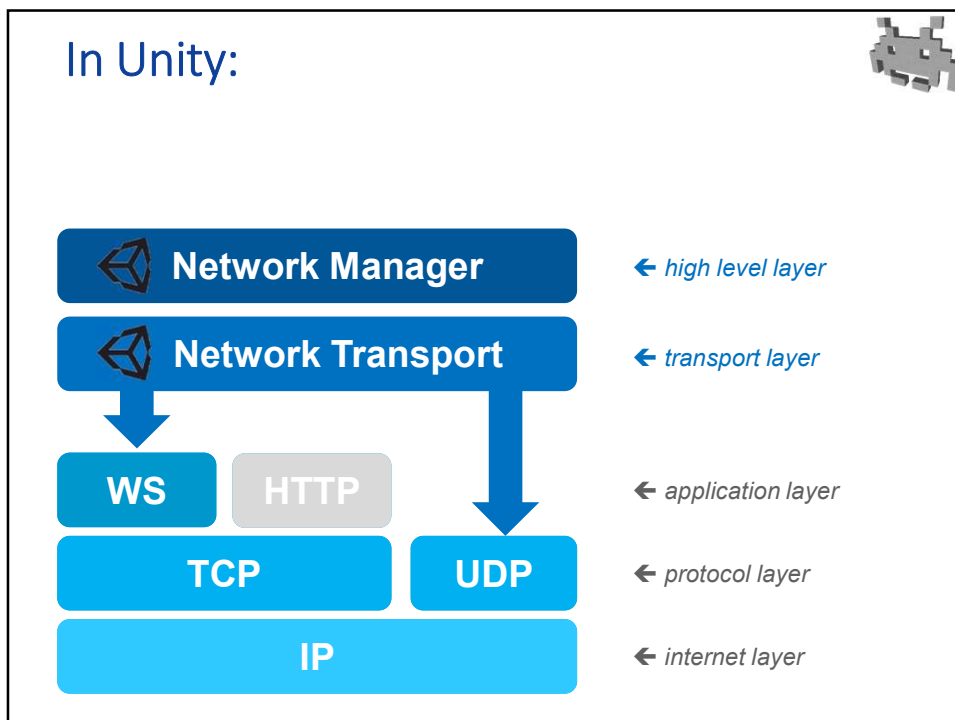 In Unity:
Network Manager
← high level layer
Network Transport
← transport layer
WS
HTTP
← application layer
TCP
UDP
← protocol layer
IP
← internet layer